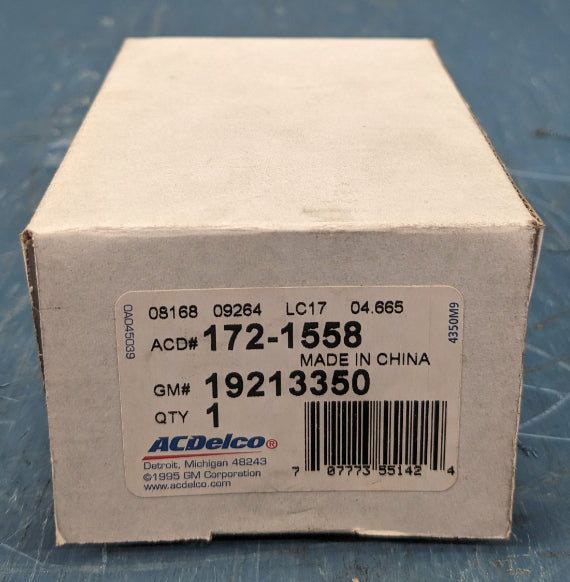 08168 09264 LC17 04.665
ACD# 172-1558
MADE IN CHINA
GM# 19213350
QTY 1
ACDelco®
Detroit, Michigan 48243
©1995 GM Corporation
www.acdelco.com
7 07773 55142 4
0AD45039
4350M9